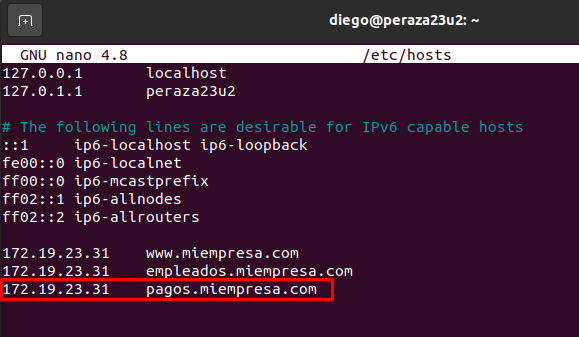 diego@peraza23u2: ~
GNU nano 4.8 /etc/hosts
127.0.0.1 localhost
127.0.1.1 peraza23u2
# The following lines are desirable for IPv6 capable hosts
::1 ip6-localhost ip6-loopback
fe00::0 ip6-localnet
ff00::0 ip6-mcastprefix
ff02::1 ip6-allnodes
ff02::2 ip6-allrouters
172.19.23.31 www.miempresa.com
172.19.23.31 empleados.miempresa.com
172.19.23.31 pagos.miempresa.com